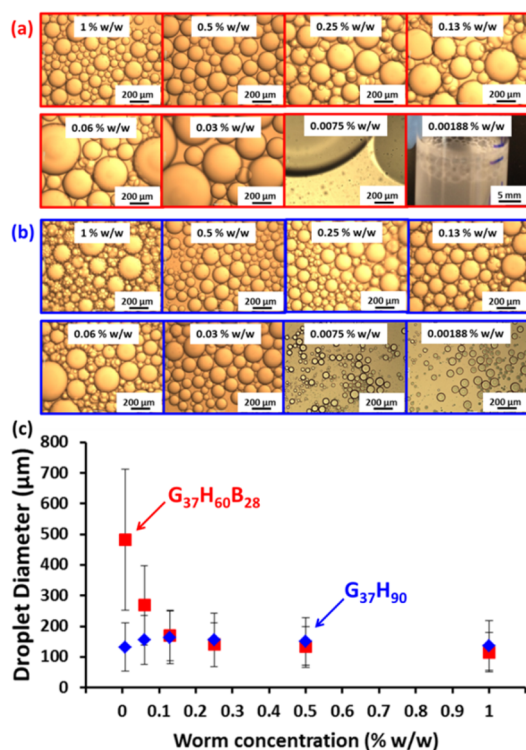 (a)
1 % w/w
0.5 % w/w
0.25 % w/w
0.13 % w/w
200 µm
200 µm
200 µm
200 µm
0.06 % w/w
0.03 % w/w
0.0075 % w/w
0.00188 % w/w
200 µm
200 µm
200 µm
5 mm
(b)
1 % w/w
0.5 % w/w
0.25 % w/w
0.13 % w/w
200 µm
200 µm
200 µm
200 µm
0.06 % w/w
0.03 % w/w
0.0075 % w/w
0.00188 % w/w
200 µm
200 µm
200 µm
200 µm
(c)
800
700
600
500
400
300
200
100
0
Droplet Diameter (µm)
G37H60B28
G37H90
0 0.1 0.2 0.3 0.4 0.5 0.6 0.7 0.8 0.9 1
Worm concentration (% w/w)